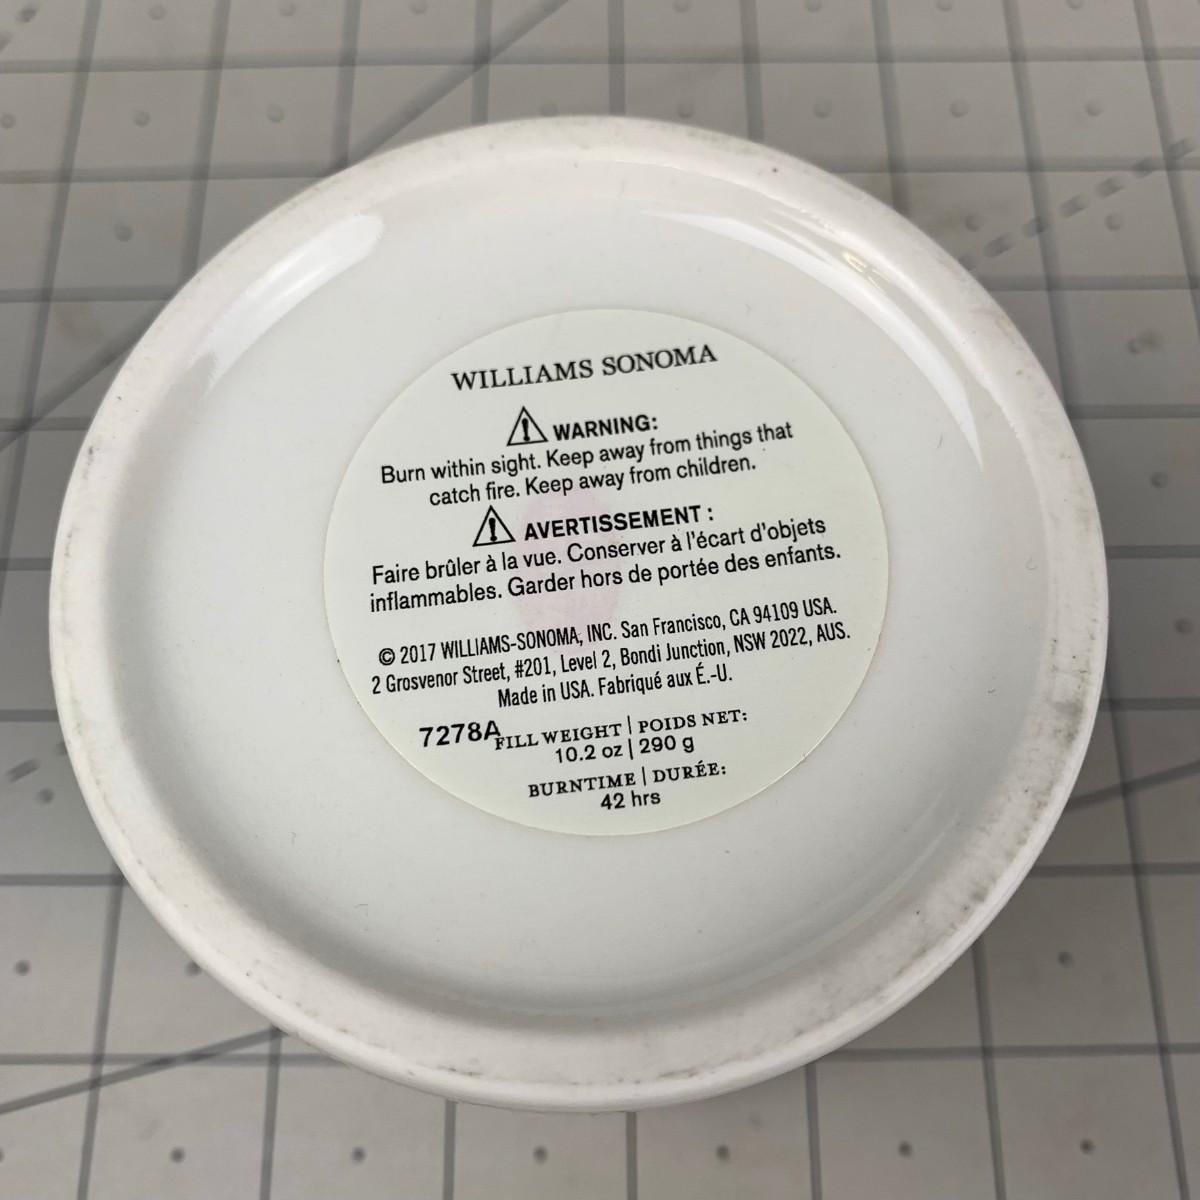 WILLIAMS SONOMA
WARNING:
Burn within sight. Keep away from things that
catch fire. Keep away from children.
AVERTISSEMENT :
Faire brûler à la vue. Conserver à l'écart d'objets
inflammables. Garder hors de portée des enfants.
© 2017 WILLIAMS-SONOMA, INC. San Francisco, CA 94109 USA.
2 Grosvenor Street, #201, Level 2, Bondi Junction, NSW 2022, AUS.
Made in USA. Fabriqué aux É.-U.
7278A FILL WEIGHT | POIDS NET:
10.2 oz | 290 g
BURNTIME | DURÉE:
42 hrs